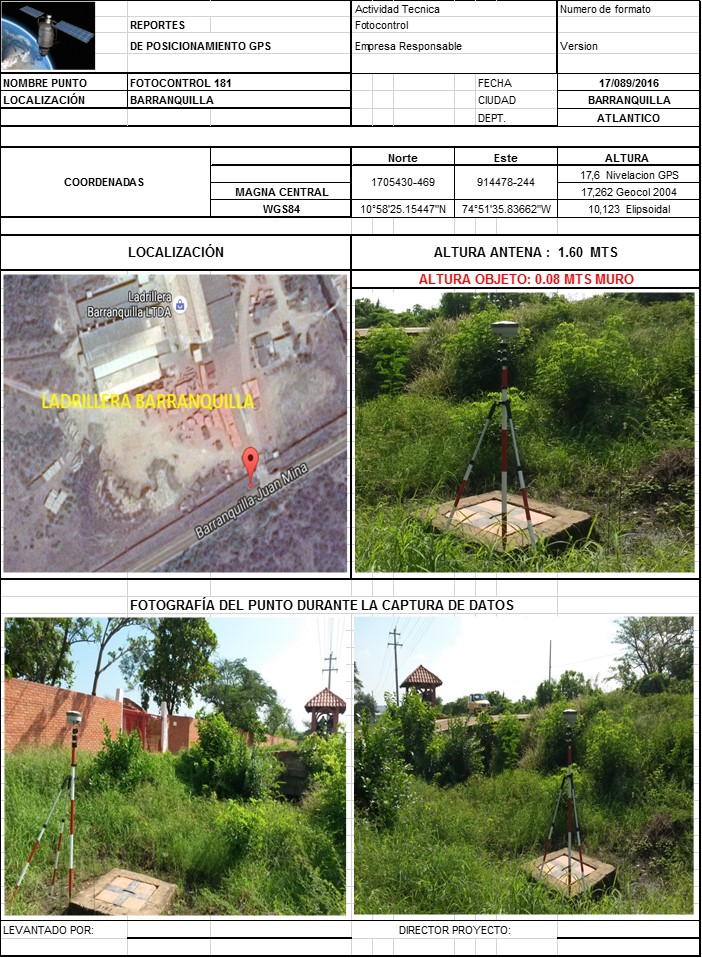 Actividad Tecnica
Numero de formato
REPORTES
Fotocontrol
DE POSICIONAMIENTO GPS
Empresa Responsable
Version
NOMBRE PUNTO
FOTOCONTROL 181
FECHA
17/089/2016
LOCALIZACIÓN
BARRANQUILLA
CIUDAD
BARRANQUILLA
DEPT.
ATLANTICO
Norte
Este
ALTURA
COORDENADAS
1705430-469
914478-244
17,6 Nivelacion GPS
MAGNA CENTRAL
17,262 Geocol 2004
WGS84
10°58'25.15447"N
74°51'35.83662"W
10,123 Elipsoidal
LOCALIZACIÓN
ALTURA ANTENA : 1.60 MTS
ALTURA OBJETO: 0.08 MTS MURO
Ladrillera
Barranquilla LTDA
LADRILLERA BARRANQUILLA
Barranquilla-Juan Mina
FOTOGRAFÍA DEL PUNTO DURANTE LA CAPTURA DE DATOS
LEVANTADO POR:
DIRECTOR PROYECTO: